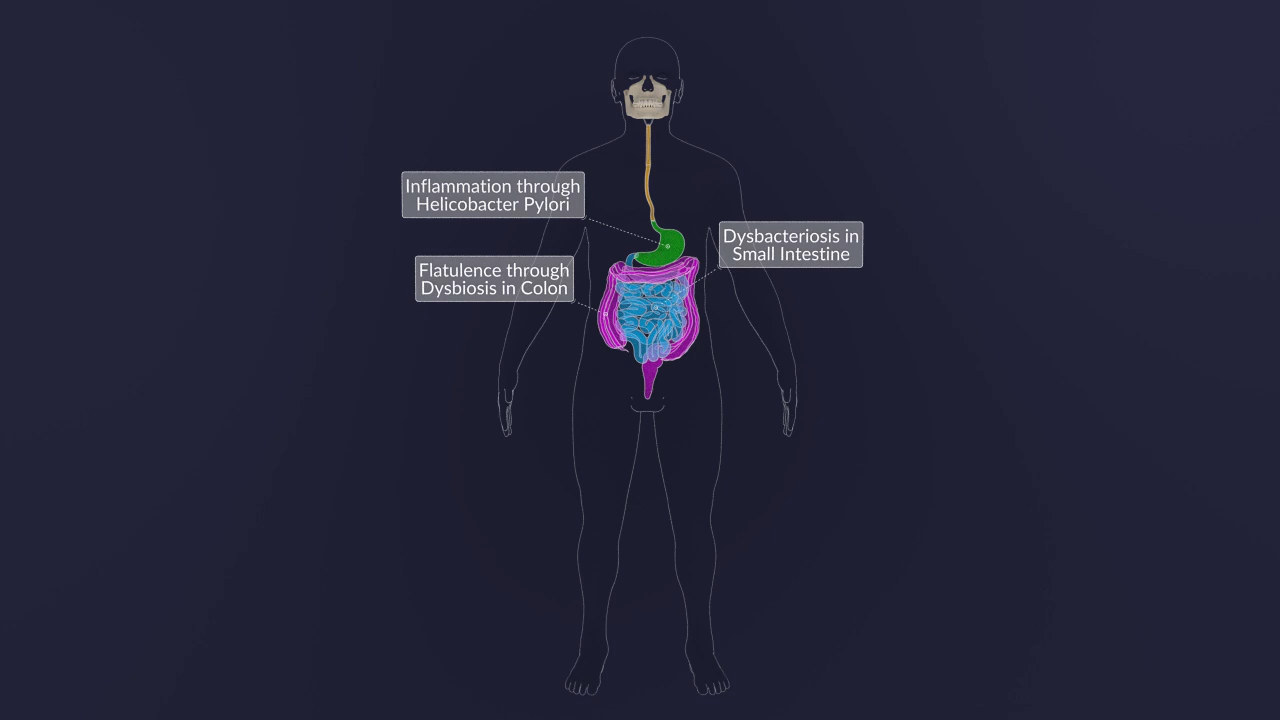 Inflammation through
Helicobacter Pylori
Dysbacteriosis in
Small Intestine
Flatulence through
Dysbiosis in Colon